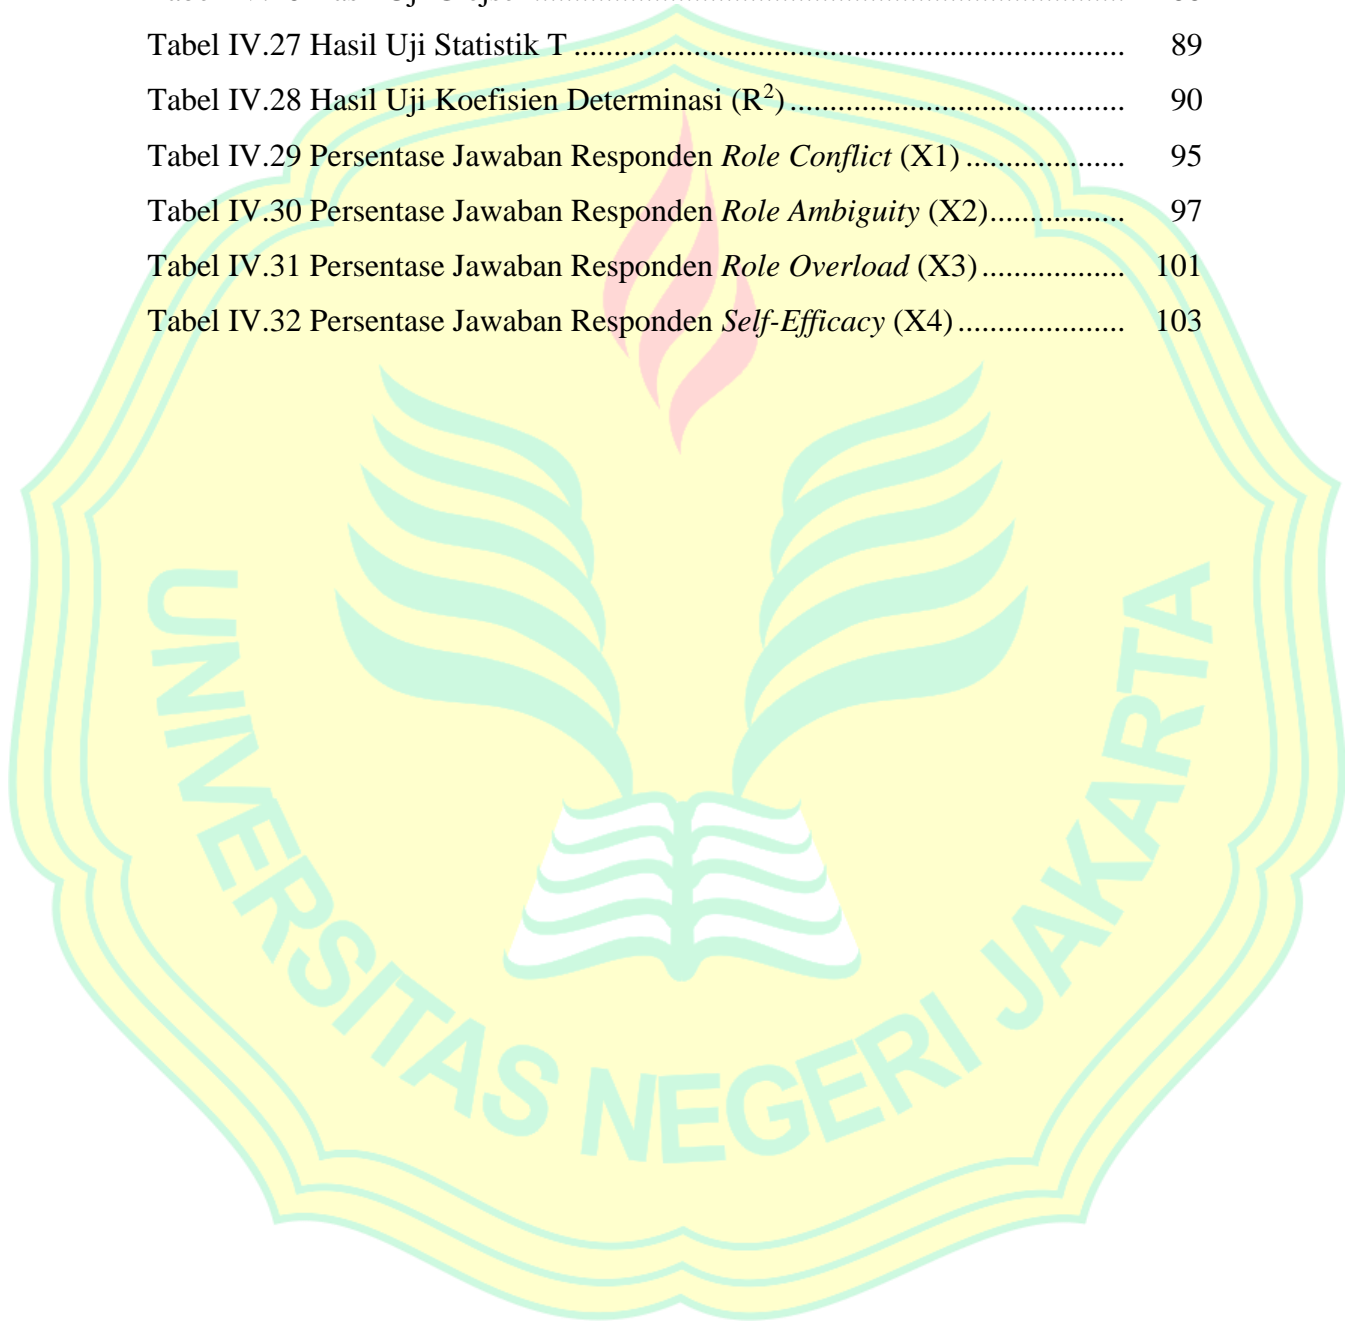 Tabel IV.27 Hasil Uji Statistik T ..................................................................... 89
Tabel IV.28 Hasil Uji Koefisien Determinasi (R²) .......................................... 90
Tabel IV.29 Persentase Jawaban Responden Role Conflict (X1) ................... 95
Tabel IV.30 Persentase Jawaban Responden Role Ambiguity (X2)................. 97
Tabel IV.31 Persentase Jawaban Responden Role Overload (X3) .................. 101
Tabel IV.32 Persentase Jawaban Responden Self-Efficacy (X4) ..................... 103
UNIVERSITAS NEGERI JAKARTA